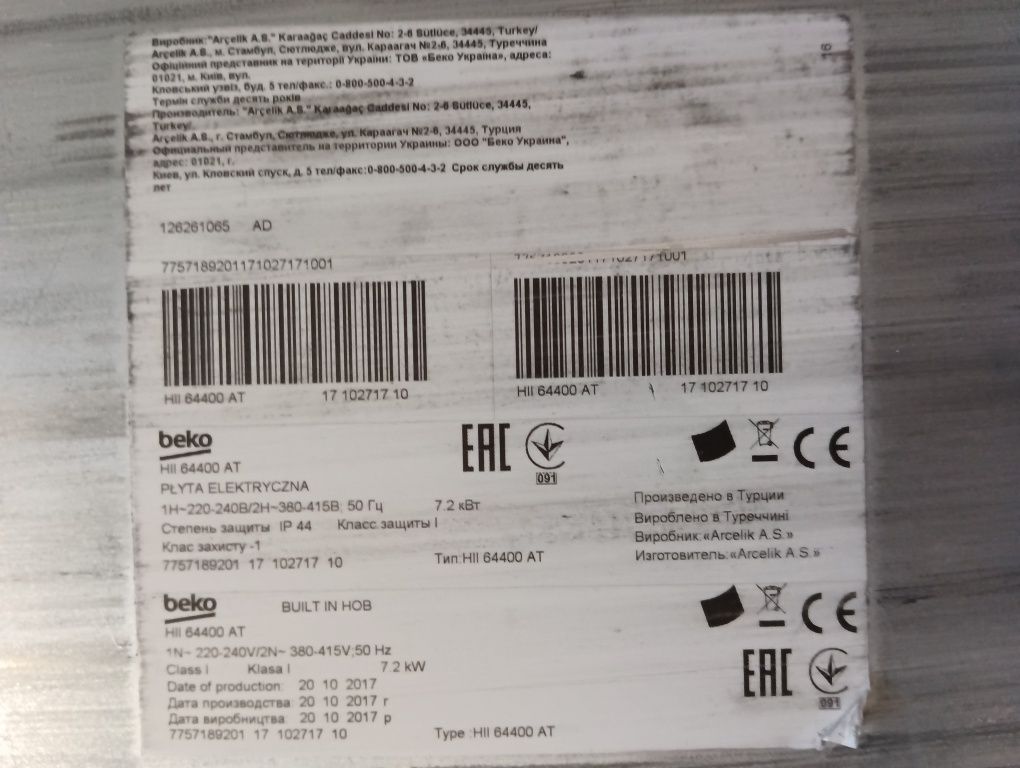 Виробник:"Arçelik A.S." Karaağaç Caddesi No: 2-6 Sütlüce, 34445, Turkey/
Arçelik A.S., м. Стамбул, Сютлюдже, вул. Караагач №2-6, 34445, Туреччина
Офіційний представник на території України: ТОВ «Беко Україна», адреса:
01021, м. Київ, вул.
Кловський узвіз, буд. 5 тел/факс.: 0-800-500-4-3-2
Термін служби десять років
Производитель: "Arçelik A.S." Karaağaç Caddesi No: 2-6 Sütlüce, 34445,
Turkey/
Arçelik A.S., г. Стамбул, Сютлюдже, ул. Караагач №2-6, 34445, Турция
Официальный представитель на территории Украины: ООО "Беко Украина",
адрес: 01021, г.
Киев, ул. Кловский спуск, д. 5 тел/факс:0-800-500-4-3-2 Срок службы десять
лет
16
126261065 AD
7757189201171027171001
HII 64400 AT 17 102717 10
HII 64400 AT 17 102717 10
beko
HII 64400 AT
PŁYTA ELEKTRYCZNA
1Н~220-240В/2Н~380-415В; 50 Гц 7.2 кВт
Степень защиты IP 44 Класс защиты I
Клас захисту -1
7757189201 17 102717 10
Тип:HII 64400 AT
EAC
091
CE
Произведено в Турции
Вироблено в Туреччині
Виробник:«Arcelik A.S.»
Изготовитель:«Arcelik A.S.»
beko BUILT IN HOB
HII 64400 AT
1N~ 220-240V/2N~ 380-415V;50 Hz
Class I Klasa I 7.2 kW
Date of production: 20 10 2017
Дата производства: 20 10 2017 г
Дата виробництва: 20 10 2017 р
7757189201 17 102717 10
Type :HII 64400 AT
CE
EAC
091